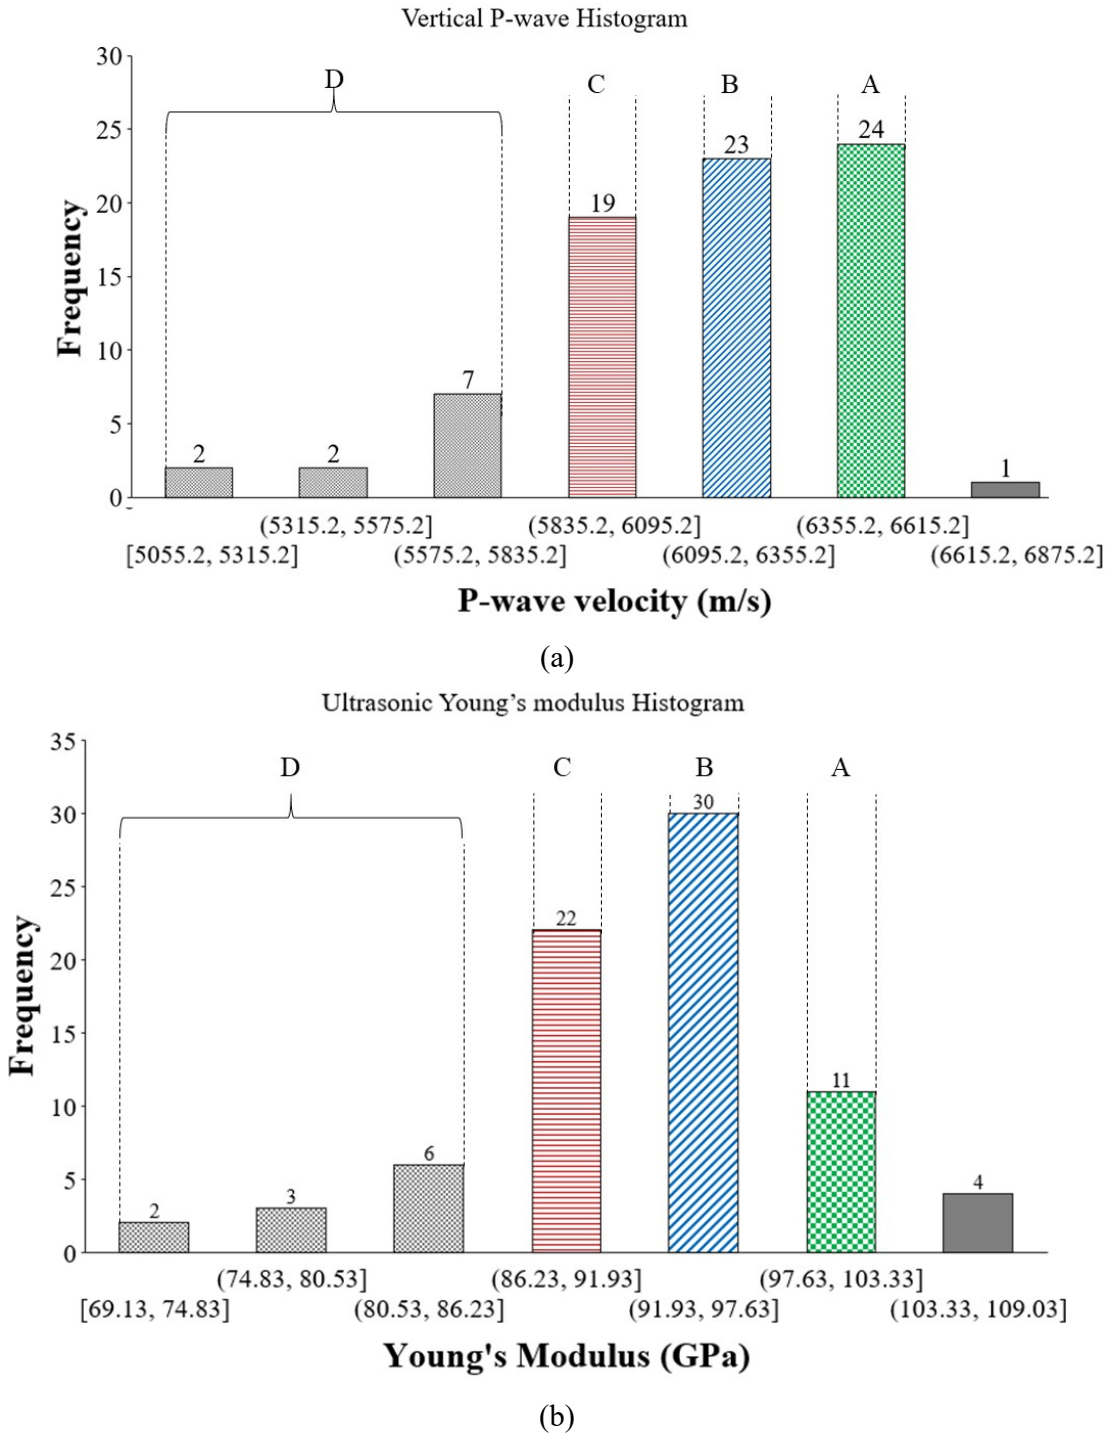 Vertical P-wave Histogram
30
25
20
15
10
5
0
Frequency
D
C
B
A
2
2
7
19
23
24
1
(5315.2, 5575.2]
(5835.2, 6095.2]
(6355.2, 6615.2]
[5055.2, 5315.2]
(5575.2, 5835.2]
(6095.2, 6355.2]
(6615.2, 6875.2]
P-wave velocity (m/s)
(a)
Ultrasonic Young’s modulus Histogram
35
30
25
20
15
10
5
0
Frequency
D
C
B
A
2
3
6
22
30
11
4
(74.83, 80.53]
(86.23, 91.93]
(97.63, 103.33]
[69.13, 74.83]
(80.53, 86.23]
(91.93, 97.63]
(103.33, 109.03]
Young's Modulus (GPa)
(b)